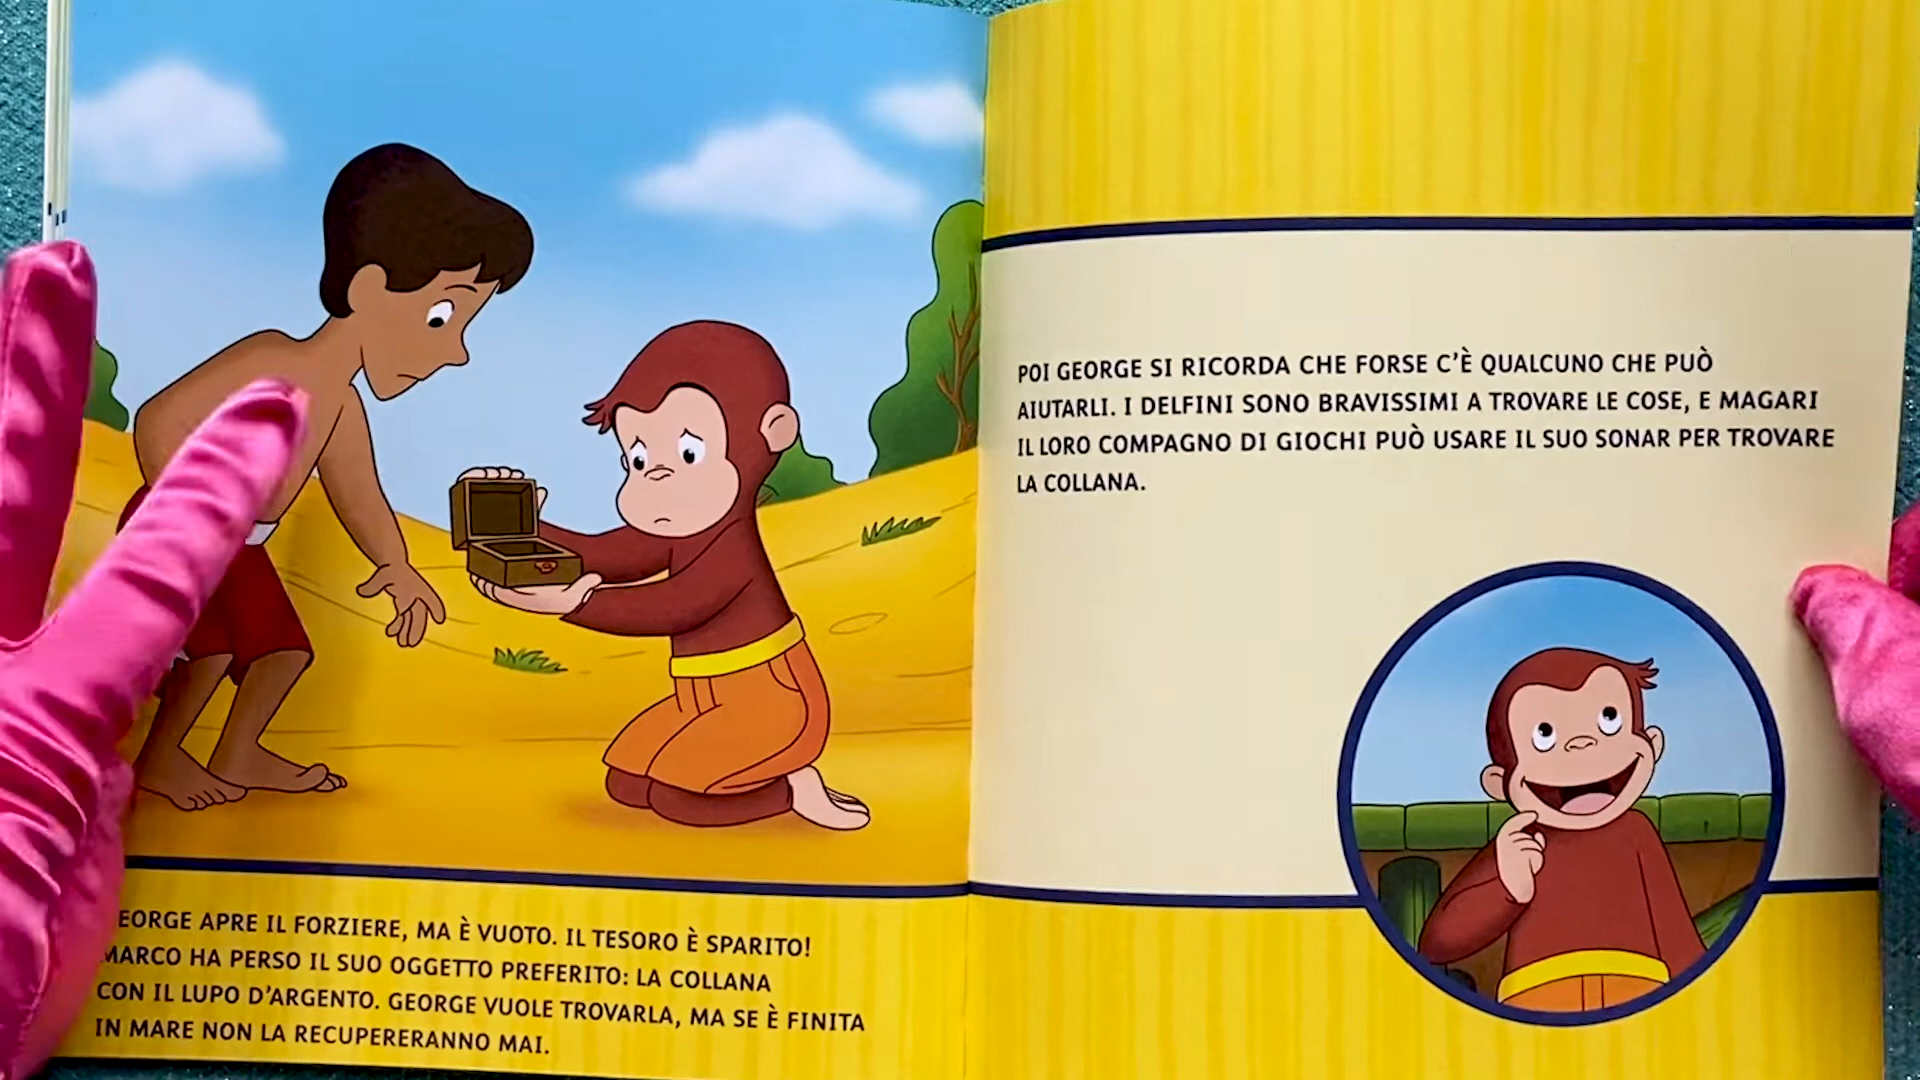 EORGE APRE IL FORZIERE, MA È VUOTO. IL TESORO È SPARITO!
MARCO HA PERSO IL SUO OGGETTO PREFERITO: LA COLLANA
CON IL LUPO D'ARGENTO. GEORGE VUOLE TROVARLA, MA SE È FINITA
IN MARE NON LA RECUPERERANNO MAI.
POI GEORGE SI RICORDA CHE FORSE C'È QUALCUNO CHE PUÒ
AIUTARLI. I DELFINI SONO BRAVISSIMI A TROVARE LE COSE, E MAGARI
IL LORO COMPAGNO DI GIOCHI PUÒ USARE IL SUO SONAR PER TROVARE
LA COLLANA.